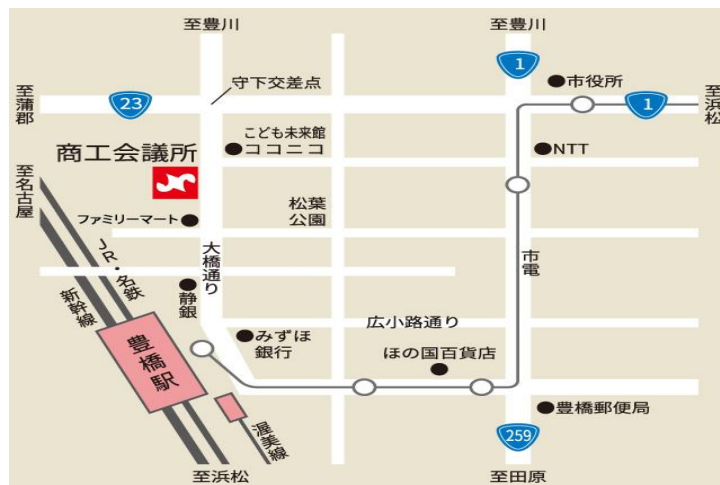 至豊川
至豊川
1
市役所
守下交差点
23
1
至蒲郡
至浜松
こども未来館
ココニコ
NTT
商工会議所
至名古屋
松葉
公園
ファミリーマート
JR・名鉄
大橋通り
市電
新幹線
静銀
広小路通り
みずほ
銀行
豊橋駅
ほの国百貨店
豊橋郵便局
渥美線
259
至浜松
至田原